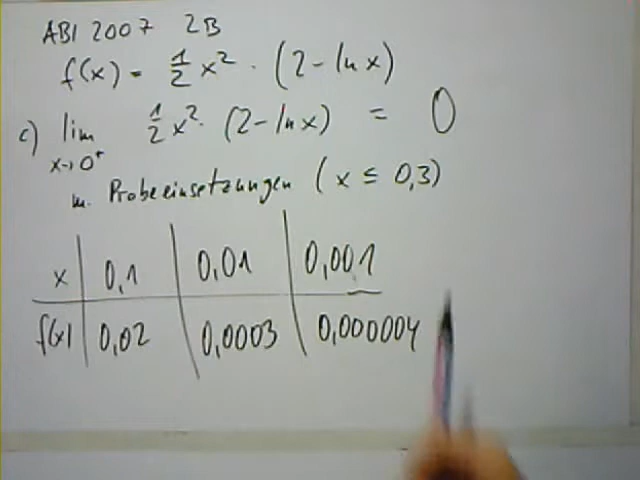 ABI 2007 2B
f(x) = 1/2 x² · (2 - ln x)
c) lim x→0⁺ 1/2 x² · (2 - ln x) = 0
m. Probeeinsetzungen (x ≤ 0,3)
x | 0,1 | 0,01 | 0,001
f(x) | 0,02 | 0,0003 | 0,000004